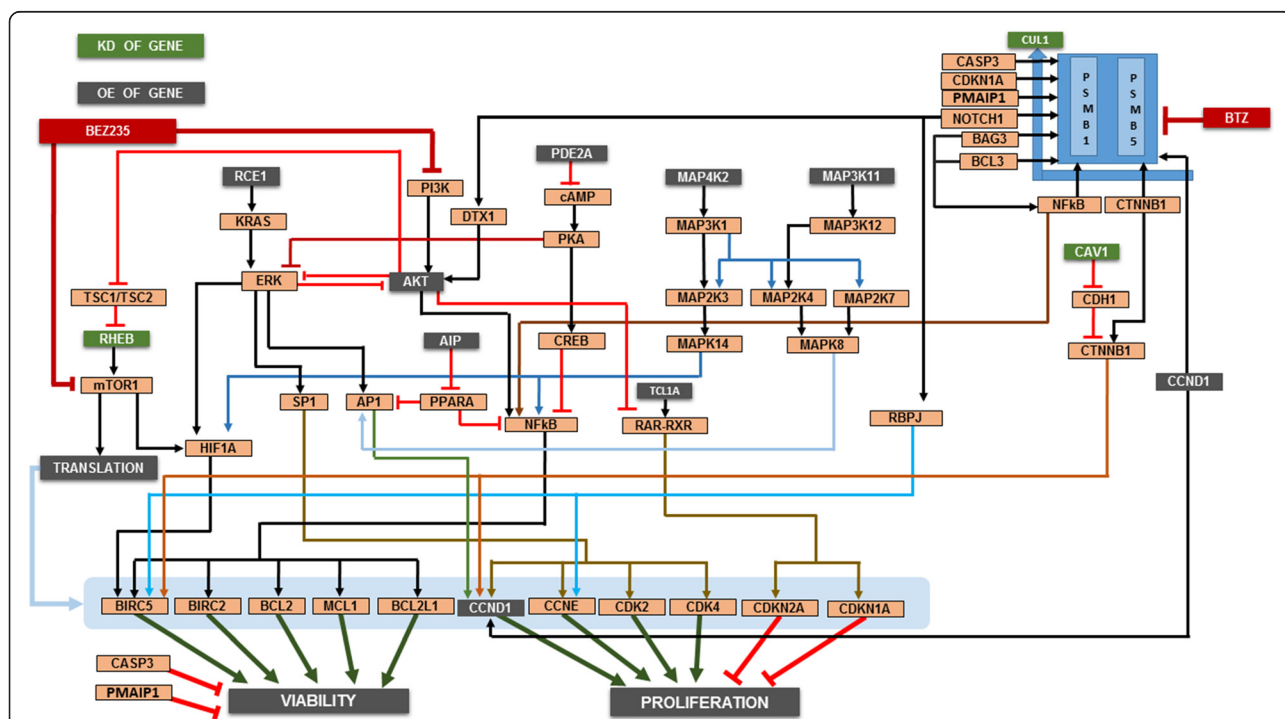 KD OF GENE
OE OF GENE
BEZ235
CUL1
CASP3
CDKN1A
PMAIP1
NOTCH1
BAG3
BCL3
PSMB1
PSMB5
BTZ
RCE1
KRAS
PI3K
DTX1
PDE2A
cAMP
PKA
MAP4K2
MAP3K11
MAP3K1
MAP3K12
NFkB
CTNNB1
CAV1
ERK
AKT
TSC1/TSC2
MAP2K3
MAP2K4
MAP2K7
CDH1
RHEB
AIP
CREB
MAPK14
MAPK8
CTNNB1
mTOR1
SP1
AP1
PPARA
TCL1A
CCND1
NFkB
RAR-RXR
RBPJ
HIF1A
TRANSLATION
BIRC5
BIRC2
BCL2
MCL1
BCL2L1
CCND1
CCNE
CDK2
CDK4
CDKN2A
CDKN1A
CASP3
PMAIP1
VIABILITY
PROLIFERATION